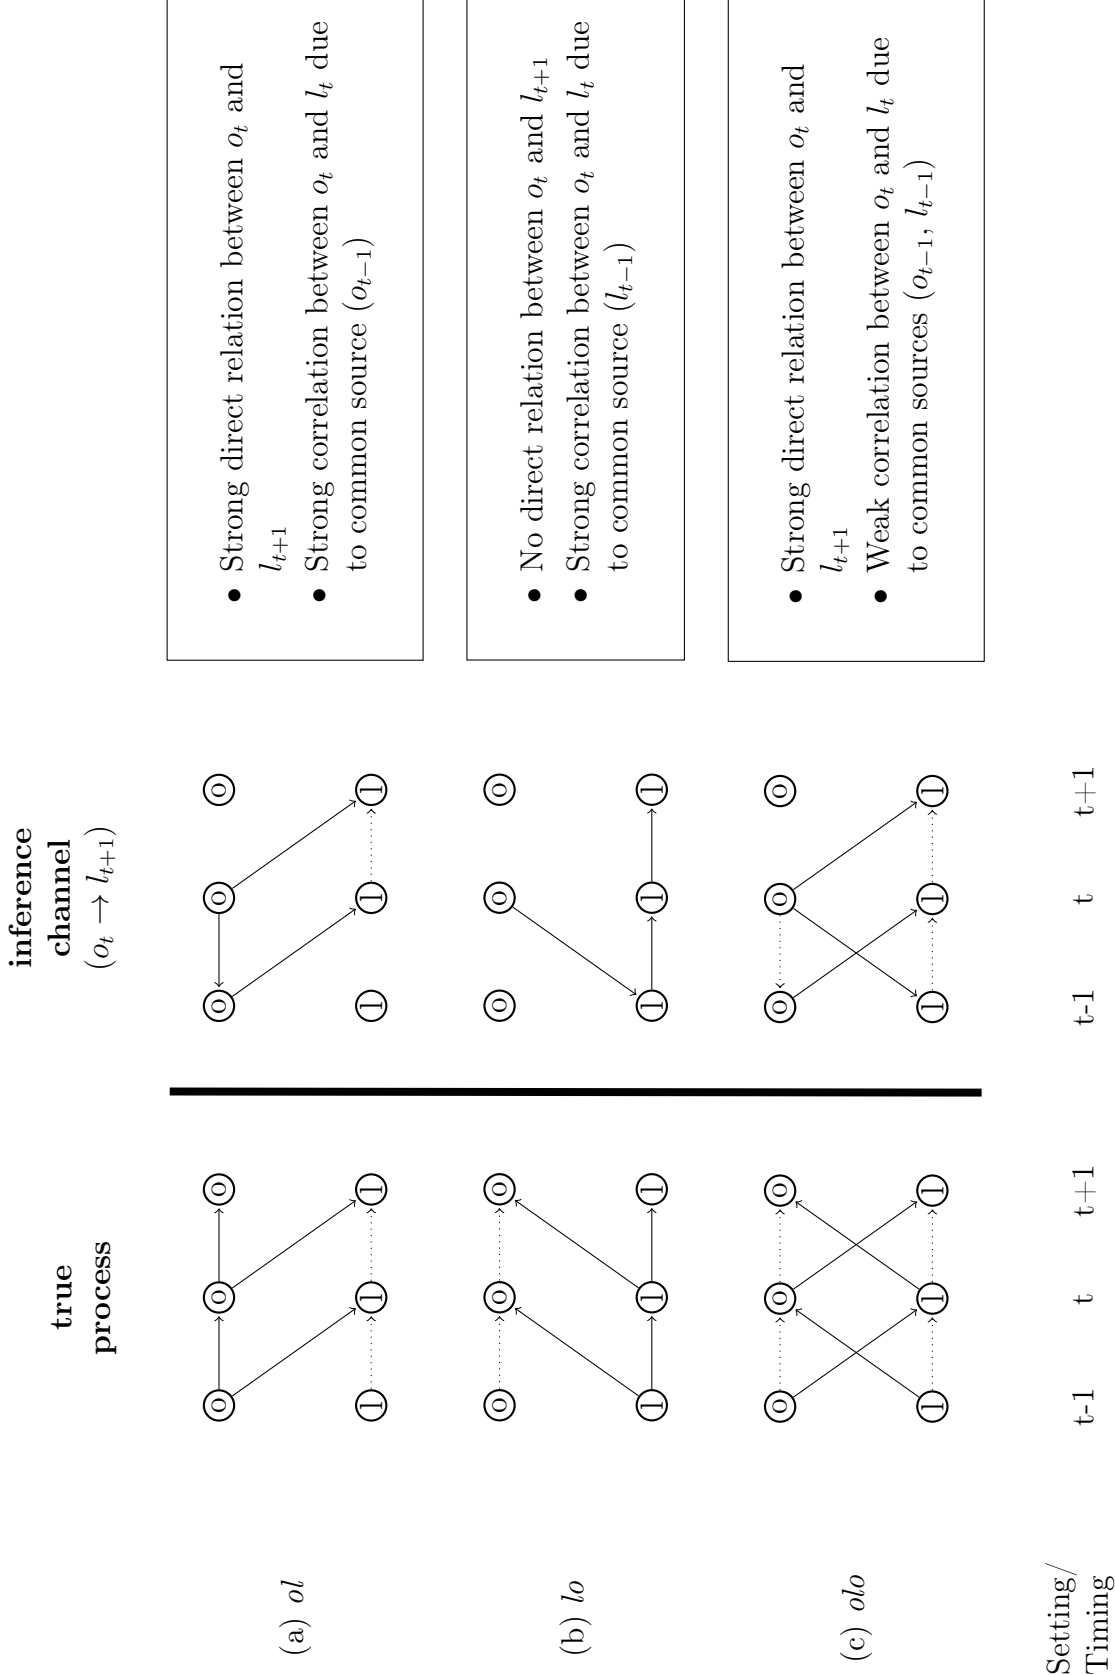 true
process
inference
channel
(o_t → l_{t+1})
(a) ol
o
o
o
l
l
l
o
o
o
l
l
l
• Strong direct relation between o_t and
l_{t+1}
• Strong correlation between o_t and l_t due
to common source (o_{t−1})
(b) lo
o
o
o
l
l
l
o
o
o
l
l
l
• No direct relation between o_t and l_{t+1}
• Strong correlation between o_t and l_t due
to common source (l_{t−1})
(c) olo
o
o
o
l
l
l
o
o
o
l
l
l
• Strong direct relation between o_t and
l_{t+1}
• Weak correlation between o_t and l_t due
to common sources (o_{t−1}, l_{t−1})
Setting/
Timing
t-1
t
t+1
t-1
t
t+1